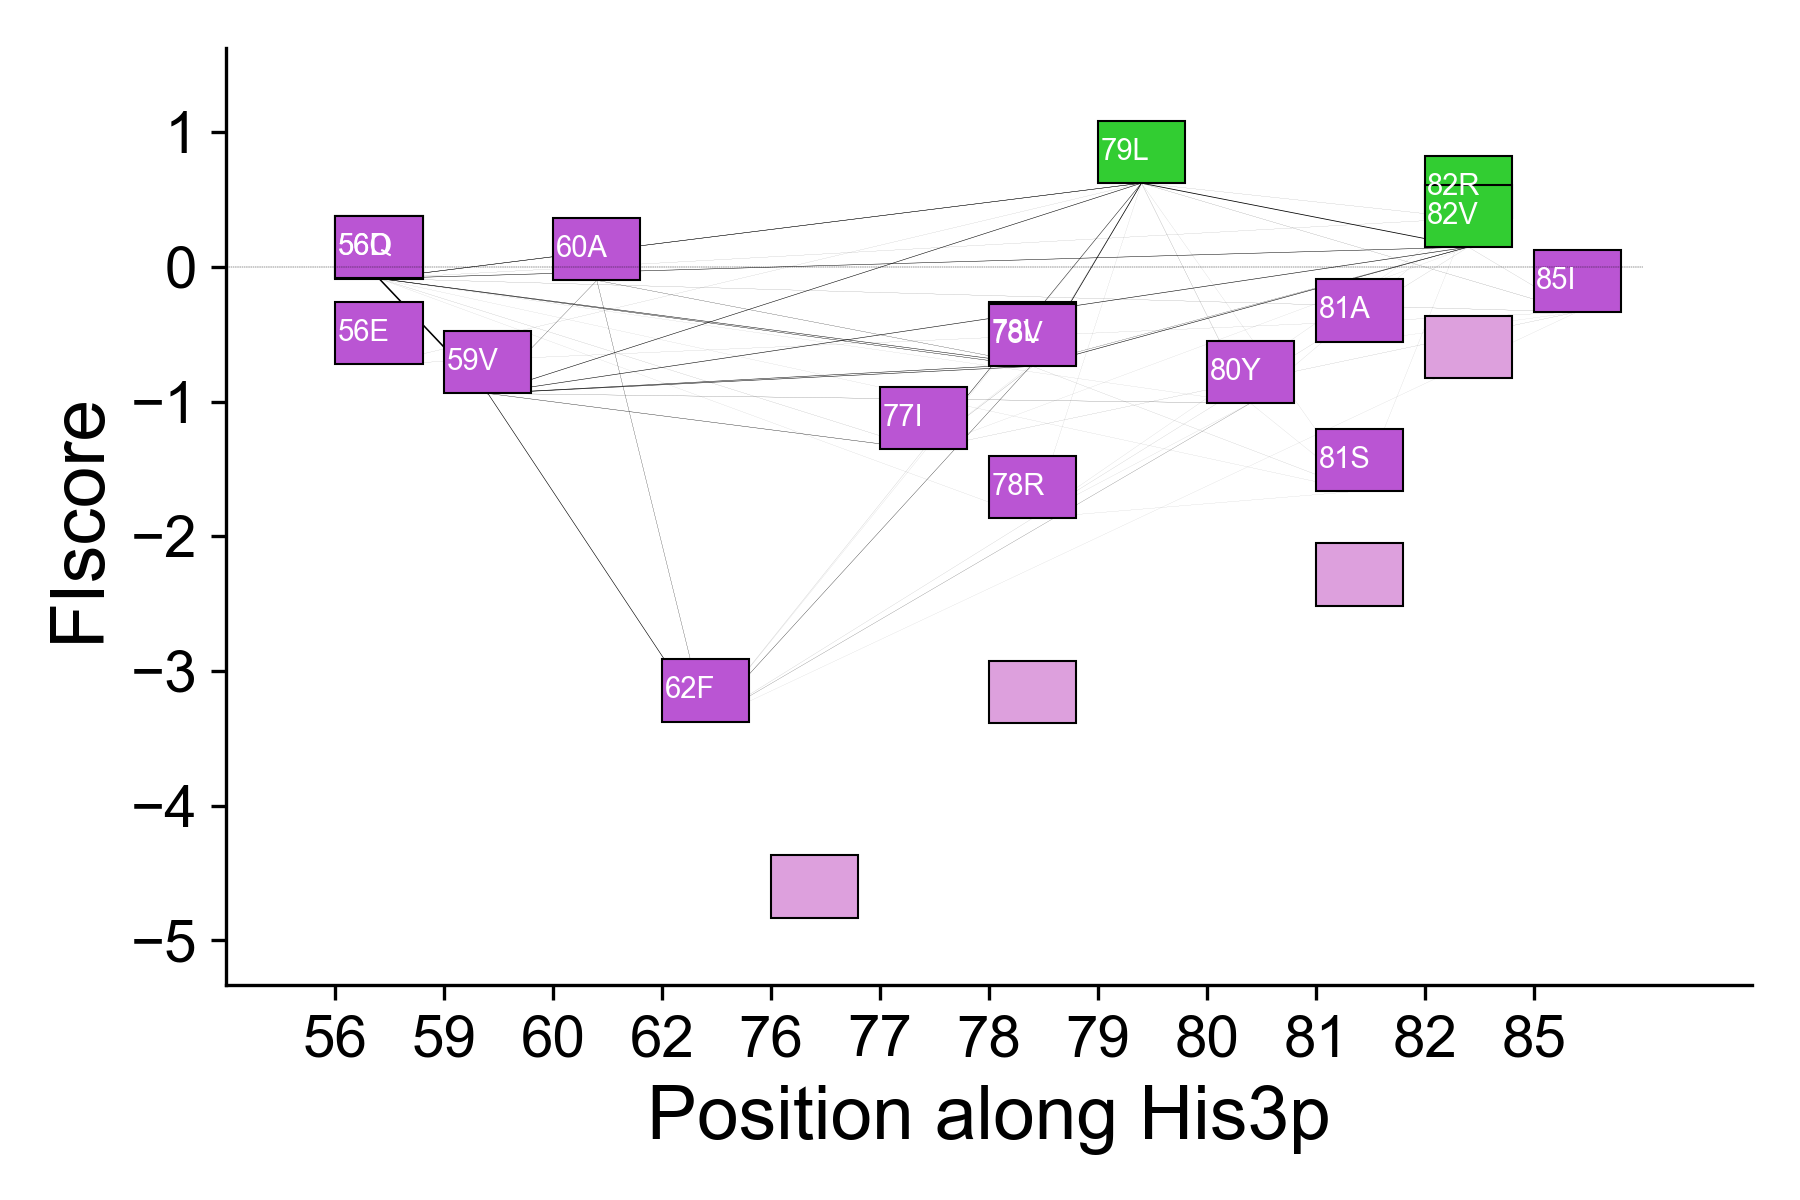 FIscore
1
0
−1
−2
−3
−4
−5
79L
82R
82V
56Q
60A
85I
56E
59V
78V
81A
80Y
77I
78R
81S
62F
56 59 60 62 76 77 78 79 80 81 82 85
Position along His3p